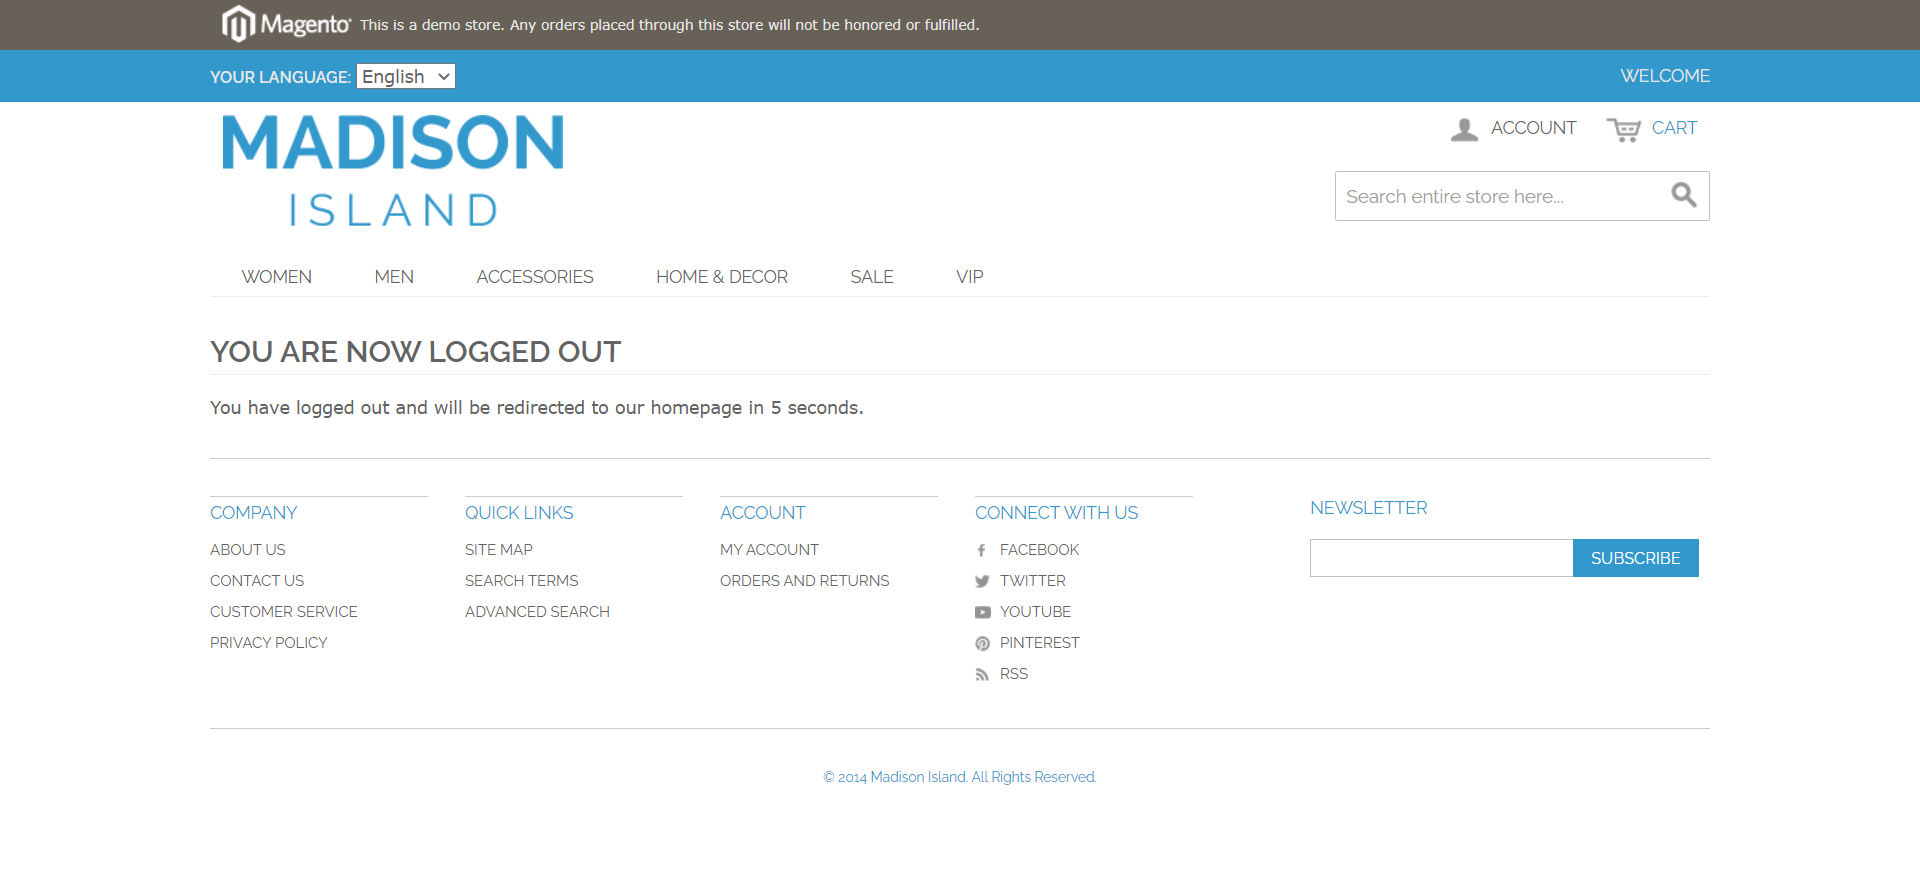 Magento
This is a demo store. Any orders placed through this store will not be honored or fulfilled.
YOUR LANGUAGE: English
WELCOME
MADISON
ISLAND
ACCOUNT
CART
Search entire store here...
WOMEN
MEN
ACCESSORIES
HOME & DECOR
SALE
VIP
YOU ARE NOW LOGGED OUT
You have logged out and will be redirected to our homepage in 5 seconds.
COMPANY
ABOUT US
CONTACT US
CUSTOMER SERVICE
PRIVACY POLICY
QUICK LINKS
SITE MAP
SEARCH TERMS
ADVANCED SEARCH
ACCOUNT
MY ACCOUNT
ORDERS AND RETURNS
CONNECT WITH US
FACEBOOK
TWITTER
YOUTUBE
PINTEREST
RSS
NEWSLETTER
SUBSCRIBE
© 2014 Madison Island. All Rights Reserved.